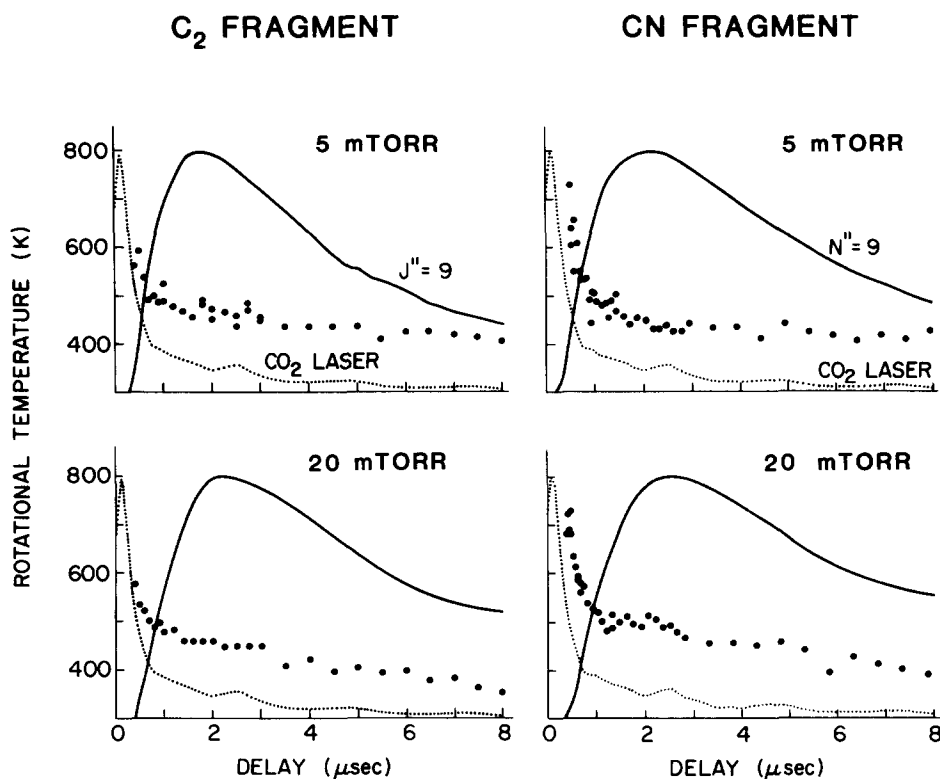 C₂ FRAGMENT
CN FRAGMENT
ROTATIONAL TEMPERATURE (K)
5 mTORR
800
600
400
J"= 9
CO₂ LASER
5 mTORR
N"= 9
CO₂ LASER
20 mTORR
800
600
400
0 2 4 6 8
DELAY (μsec)
20 mTORR
0 2 4 6 8
DELAY (μsec)